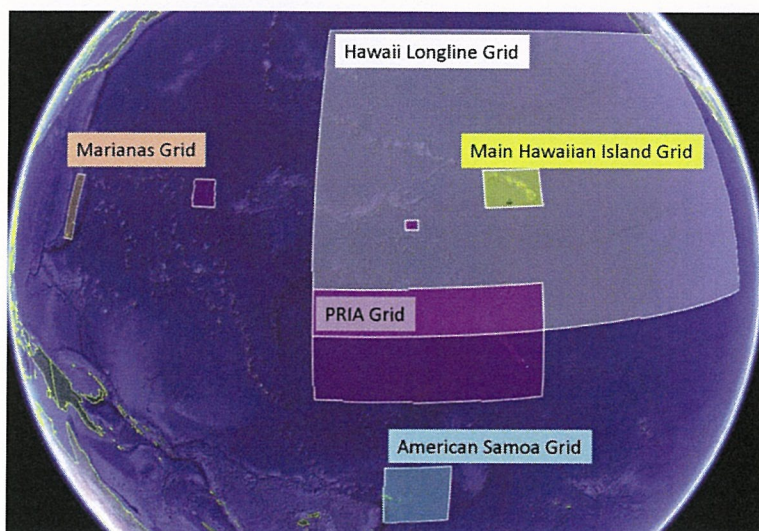 Hawaii Longline Grid
Marianas Grid
Main Hawaiian Island Grid
PRIA Grid
American Samoa Grid